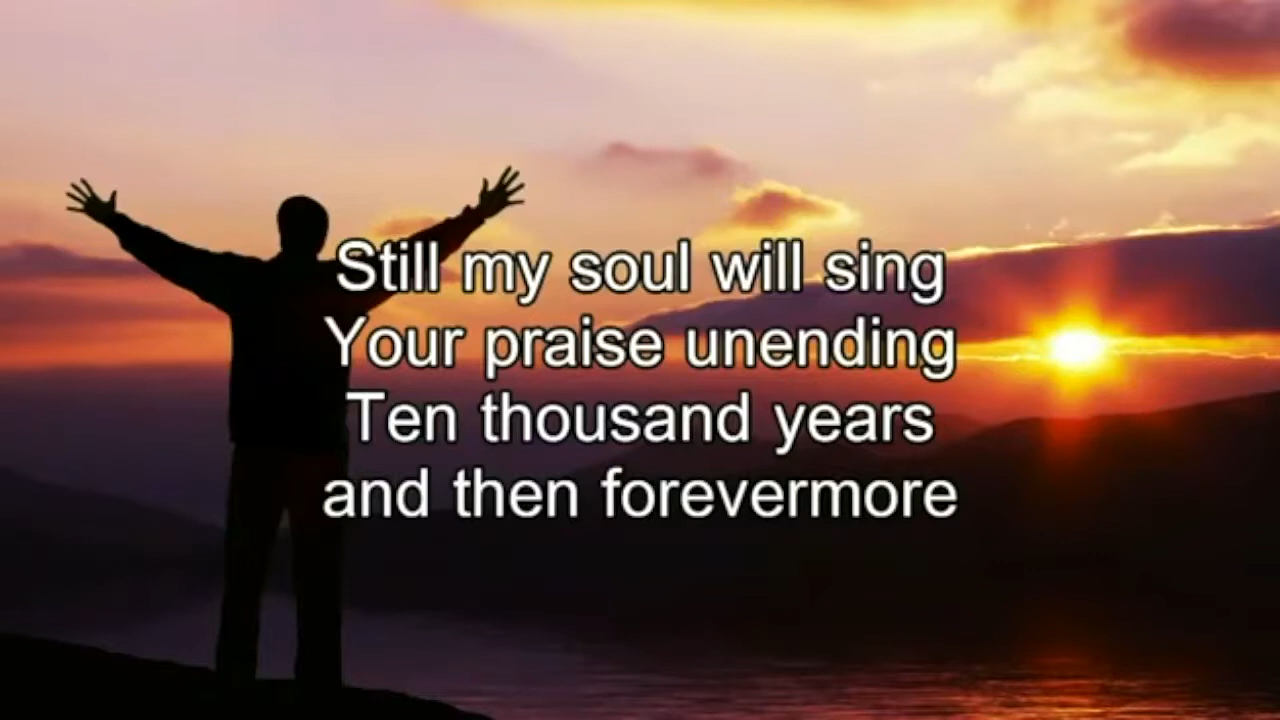 Still my soul will sing
Your praise unending
Ten thousand years
and then forevermore